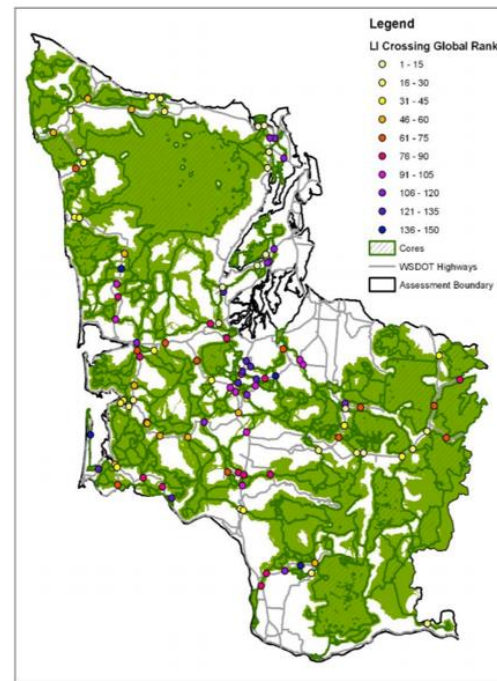 Legend
LI Crossing Global Rank
1 - 15
16 - 30
31 - 45
46 - 60
61 - 75
76 - 90
91 - 105
106 - 120
121 - 135
136 - 150
Cores
WSDOT Highways
Assessment Boundary